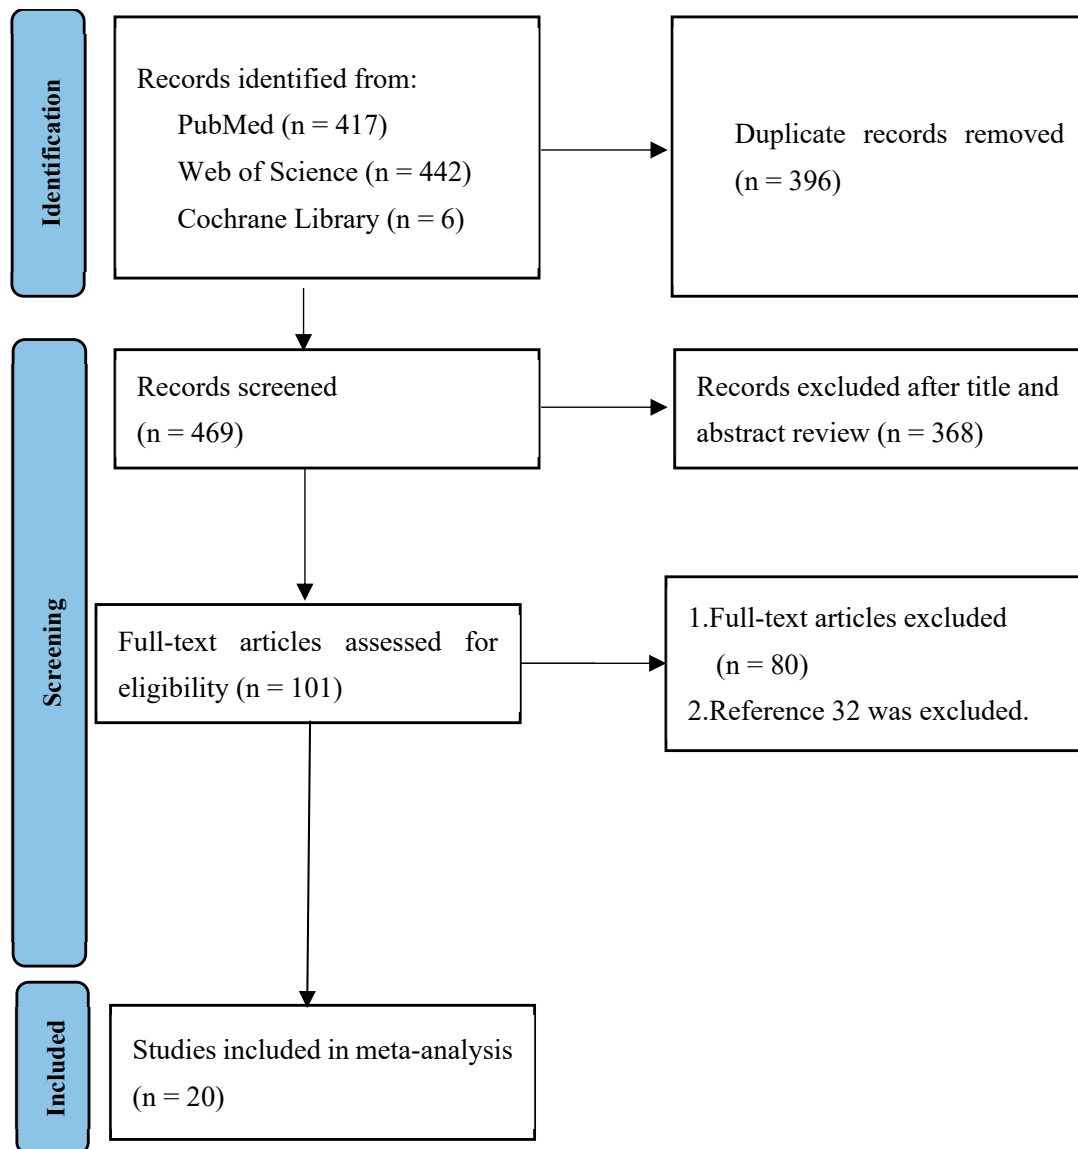 Identification
Records identified from:
PubMed (n = 417)
Web of Science (n = 442)
Cochrane Library (n = 6)
Duplicate records removed
(n = 396)
Screening
Records screened
(n = 469)
Records excluded after title and
abstract review (n = 368)
Full-text articles assessed for
eligibility (n = 101)
1.Full-text articles excluded
(n = 80)
2.Reference 32 was excluded.
Included
Studies included in meta-analysis
(n = 20)